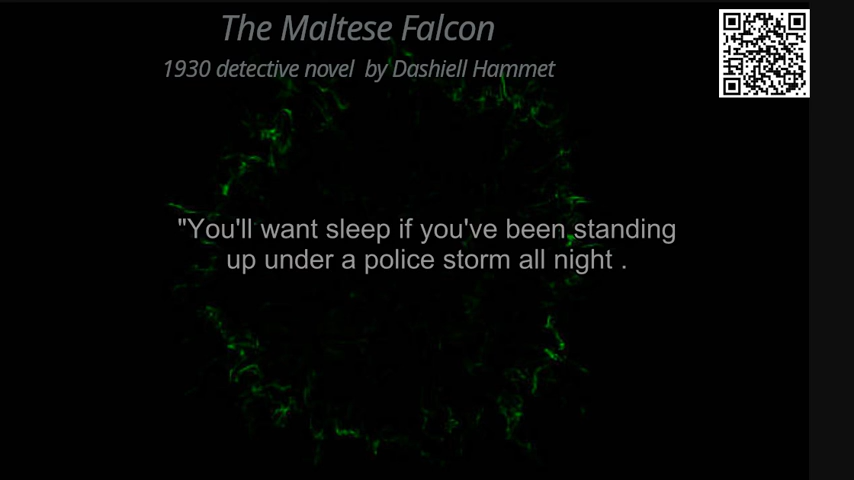 The Maltese Falcon
1930 detective novel by Dashiell Hammet
"You'll want sleep if you've been standing
up under a police storm all night .